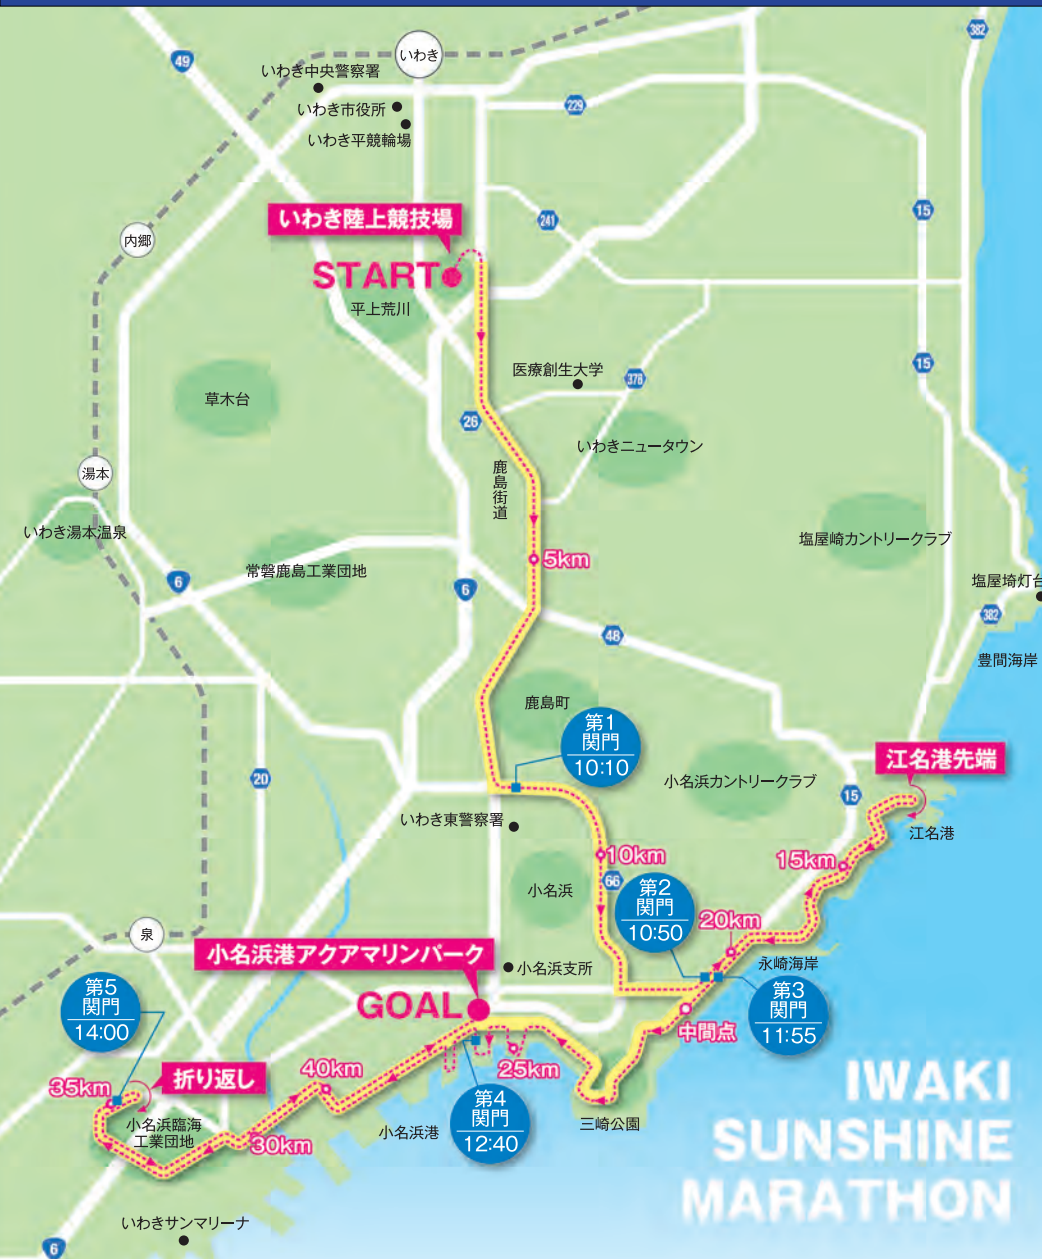 382
49
いわき
いわき中央警察署
いわき市役所
229
いわき平競輪場
いわき陸上競技場
241
15
内郷
START
平上荒川
医療創生大学
378
15
草木台
26
いわきニュータウン
湯本
鹿島街道
いわき湯本温泉
塩屋崎カントリークラブ
5km
常磐鹿島工業団地
6
6
塩屋埼灯台
382
48
豊間海岸
鹿島町
第1
関門
10:10
江名港先端
20
小名浜カントリークラブ
15
いわき東警察署
江名港
10km
15km
66
小名浜
第2
関門
10:50
20km
泉
小名浜港アクアマリンパーク
小名浜支所
永崎海岸
第5
関門
14:00
GOAL
第3
関門
11:55
中間点
40km
25km
35km
折り返し
第4
関門
12:40
小名浜臨海
工業団地
小名浜港
三崎公園
30km
IWAKI
SUNSHINE
MARATHON
いわきサンマリーナ
6